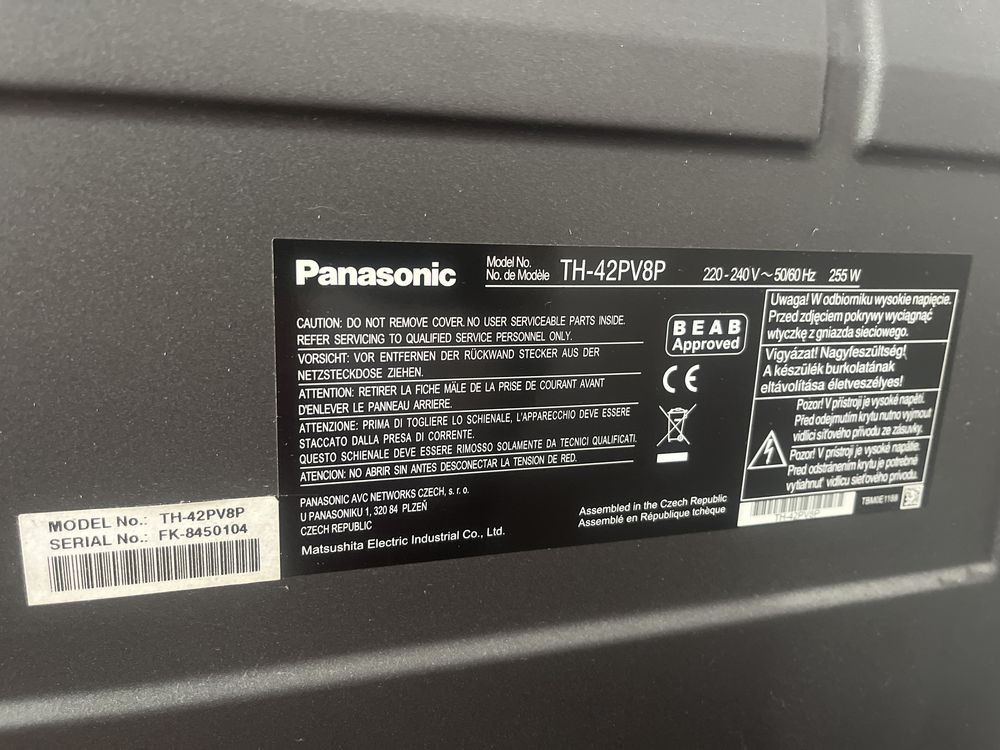 Panasonic
Model No.
No. de Modèle
TH-42PV8P
220 - 240 V ~ 50/60 Hz 255 W
CAUTION: DO NOT REMOVE COVER. NO USER SERVICEABLE PARTS INSIDE.
REFER SERVICING TO QUALIFIED SERVICE PERSONNEL ONLY.
VORSICHT: VOR ENTFERNEN DER RÜCKWAND STECKER AUS DER
NETZSTECKDOSE ZIEHEN.
ATTENTION: RETIRER LA FICHE MÂLE DE LA PRISE DE COURANT AVANT
D'ENLEVER LE PANNEAU ARRIERE.
ATTENZIONE: PRIMA DI TOGLIERE LO SCHIENALE, L'APPARECCHIO DEVE ESSERE
STACCATO DALLA PRESA DI CORRENTE.
QUESTO SCHIENALE DEVE ESSERE RIMOSSO SOLAMENTE DA TECNICI QUALIFICATI.
ATENCION: NO ABRIR SIN ANTES DESCONECTAR LA TENSION DE RED.
PANASONIC AVC NETWORKS CZECH, s. r. o.
U PANASONIKU 1, 320 84 PLZEŇ
CZECH REPUBLIC
Matsushita Electric Industrial Co., Ltd.
BEAB
Approved
CE
Uwaga! W odbiorniku wysokie napięcie.
Przed zdjęciem pokrywy wyciągnąć
wtyczkę z gniazda sieciowego.
Vigyázat! Nagyfeszültség!
A készülék burkolatának
eltávolítása életveszélyes!
Pozor! V přístroji je vysoké napětí.
Před odejmutím krytu nutno vyjmout
vidlici síťového přívodu ze zásuvky.
Pozor! V prístroji je vysoké napätie.
Pred odstránením krytu je potrebné
vytiahnuť vidlicu sieťového prívodu.
Assembled in the Czech Republic
Assemblé en République tchèque
TH-42PV8P
TBM0E1188
MODEL No.: TH-42PV8P
SERIAL No.: FK-8450104